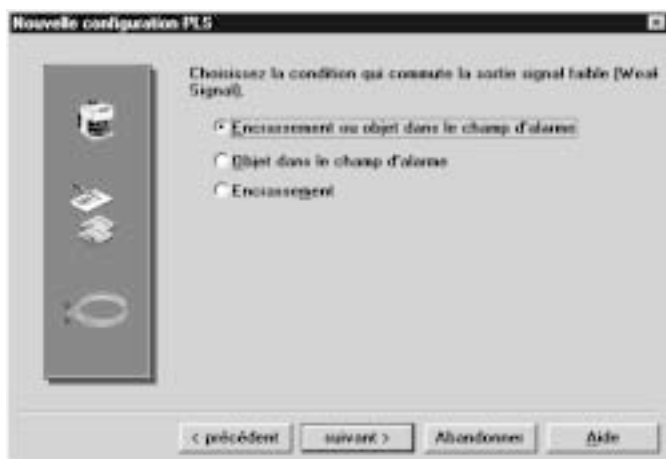 Nouvelle configuration PLS
Choisissez la condition qui commute la sortie signal faible (Weak
Signal).
Encrassement ou objet dans le champ d'alarme
Objet dans le champ d'alarme
Encrassement
< précédent
suivant >
Abandonner
Aide